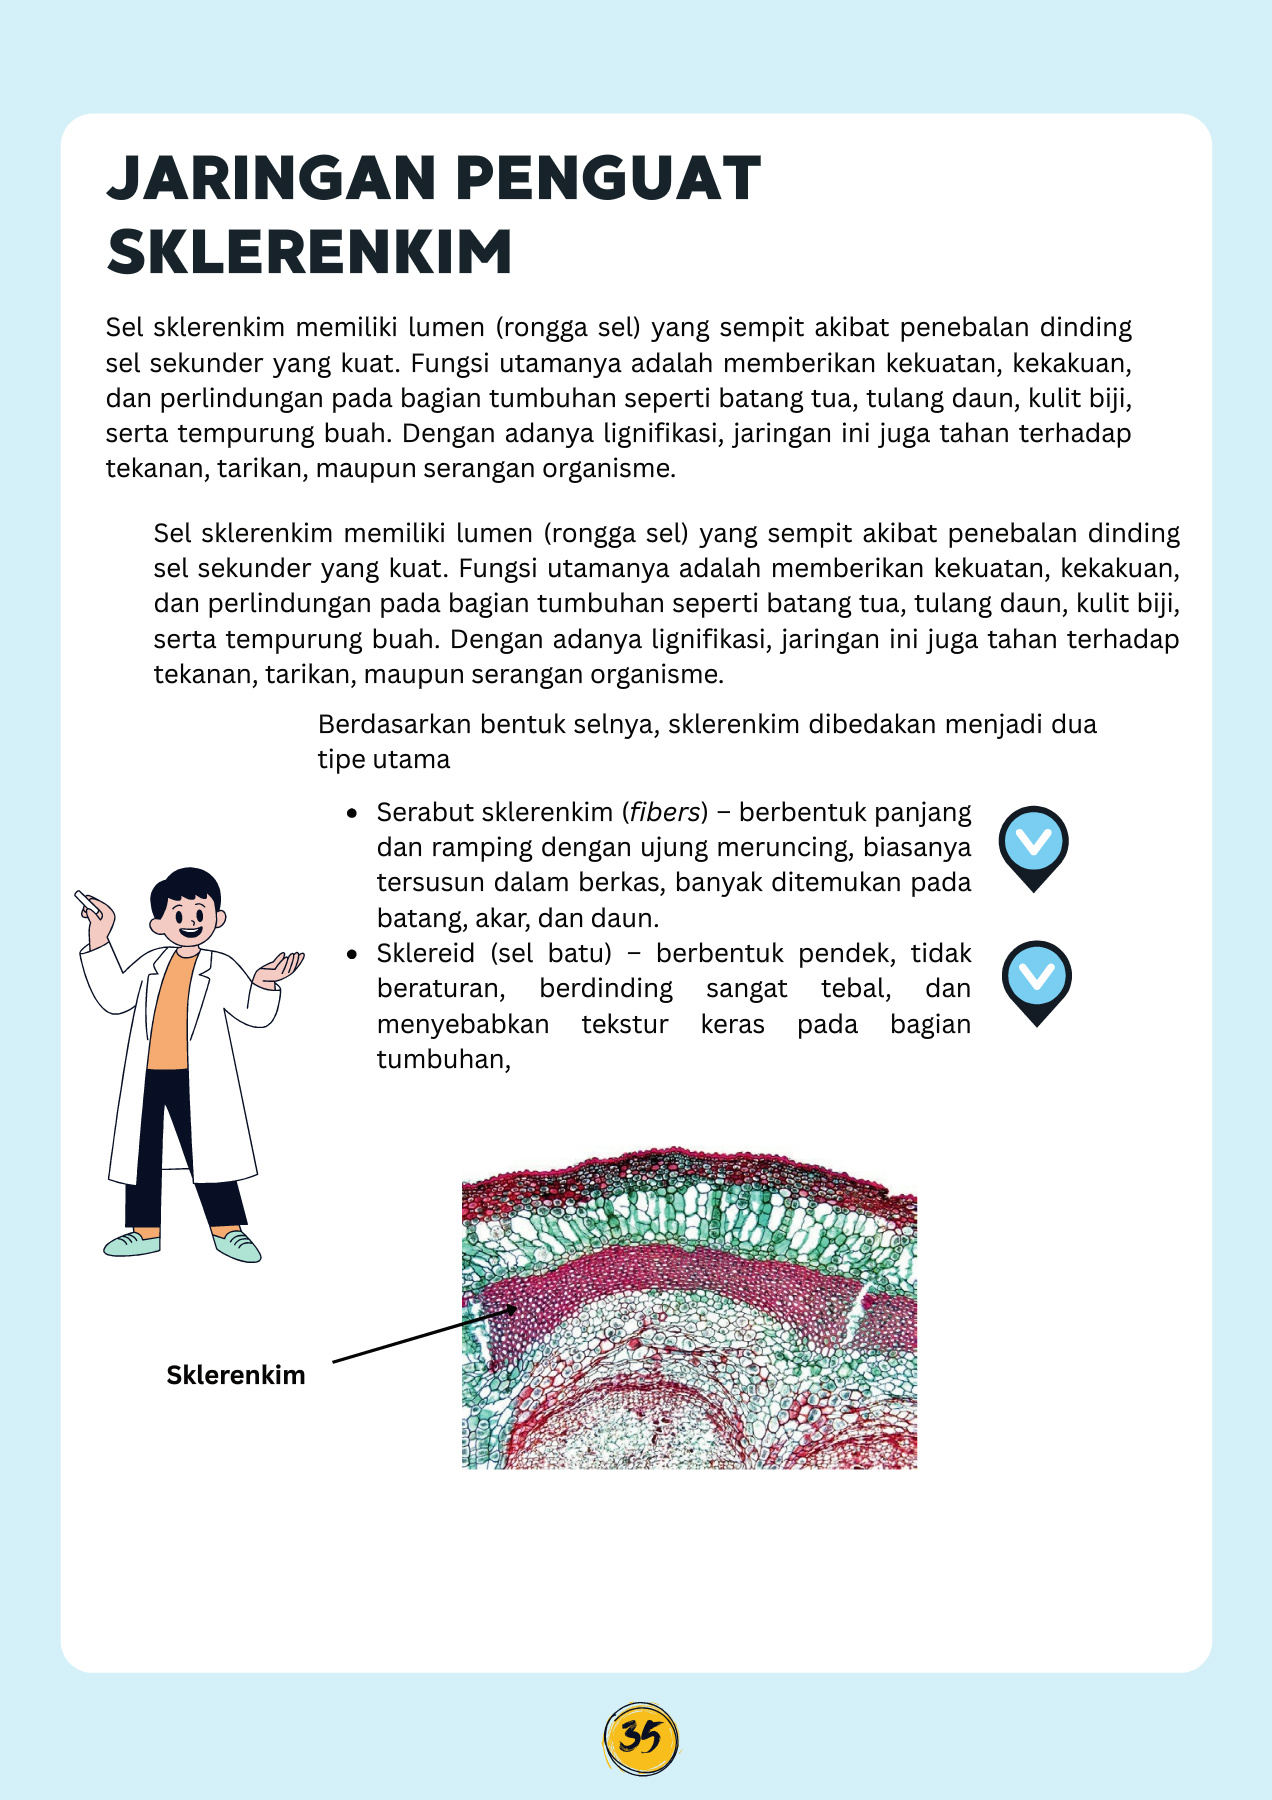 JARINGAN PENGUAT
SKLERENKIM
Sel sklerenkim memiliki lumen (rongga sel) yang sempit akibat penebalan dinding
sel sekunder yang kuat. Fungsi utamanya adalah memberikan kekuatan, kekakuan,
dan perlindungan pada bagian tumbuhan seperti batang tua, tulang daun, kulit biji,
serta tempurung buah. Dengan adanya lignifikasi, jaringan ini juga tahan terhadap
tekanan, tarikan, maupun serangan organisme.
Sel sklerenkim memiliki lumen (rongga sel) yang sempit akibat penebalan dinding
sel sekunder yang kuat. Fungsi utamanya adalah memberikan kekuatan, kekakuan,
dan perlindungan pada bagian tumbuhan seperti batang tua, tulang daun, kulit biji,
serta tempurung buah. Dengan adanya lignifikasi, jaringan ini juga tahan terhadap
tekanan, tarikan, maupun serangan organisme.
Berdasarkan bentuk selnya, sklerenkim dibedakan menjadi dua
tipe utama
• Serabut sklerenkim (fibers) – berbentuk panjang
dan ramping dengan ujung meruncing, biasanya
tersusun dalam berkas, banyak ditemukan pada
batang, akar, dan daun.
• Sklereid (sel batu) – berbentuk pendek, tidak
beraturan, berdinding sangat tebal, dan
menyebabkan tekstur keras pada bagian
tumbuhan,
Sklerenkim
35